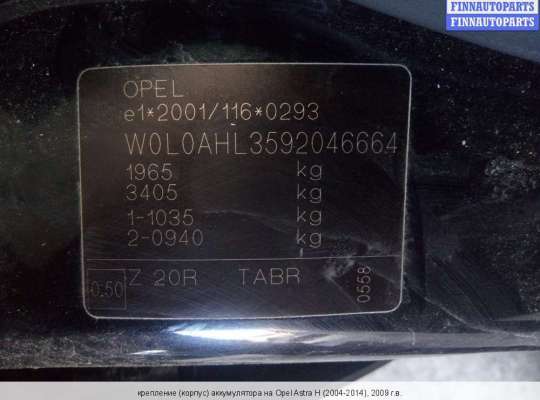 FINNAUTOPARTS
FINNAUTOPARTS
OPEL
e1*2001/116*0293
W0L0AHL3592046664
1965 kg
3405 kg
1-1035 kg
2-0940 kg
0.50 Z 20R TABR 0558
крепление (корпус) аккумулятора на Opel Astra H (2004-2014), 2009 г.в.